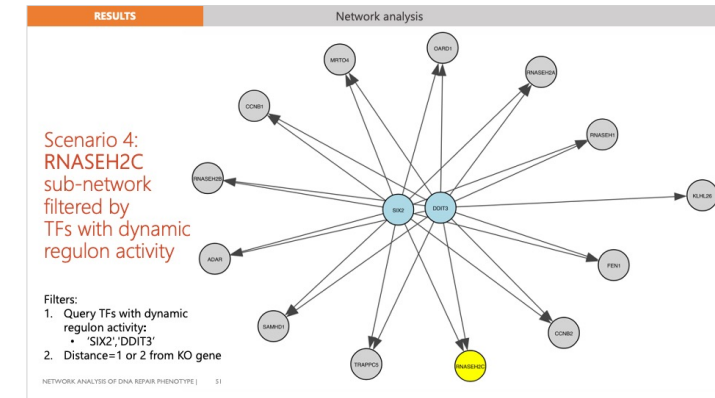 RESULTS
Network analysis
Scenario 4:
RNASEH2C
sub-network
filtered by
TFs with dynamic
regulon activity
Filters:
1. Query TFs with dynamic
regulon activity:
• ‘SIX2’,‘DDIT3’
2. Distance=1 or 2 from KO gene
NETWORK ANALYSIS OF DNA REPAIR PHENOTYPE | 51
DARD1
MRTO4
RNASEH2A
CCNB1
RNASEH1
RNASEH2B
KLHL26
SIX2
DDIT3
ADAR
FEN1
SAMHD1
CCNB2
TRAPPC5
RNASEH2C